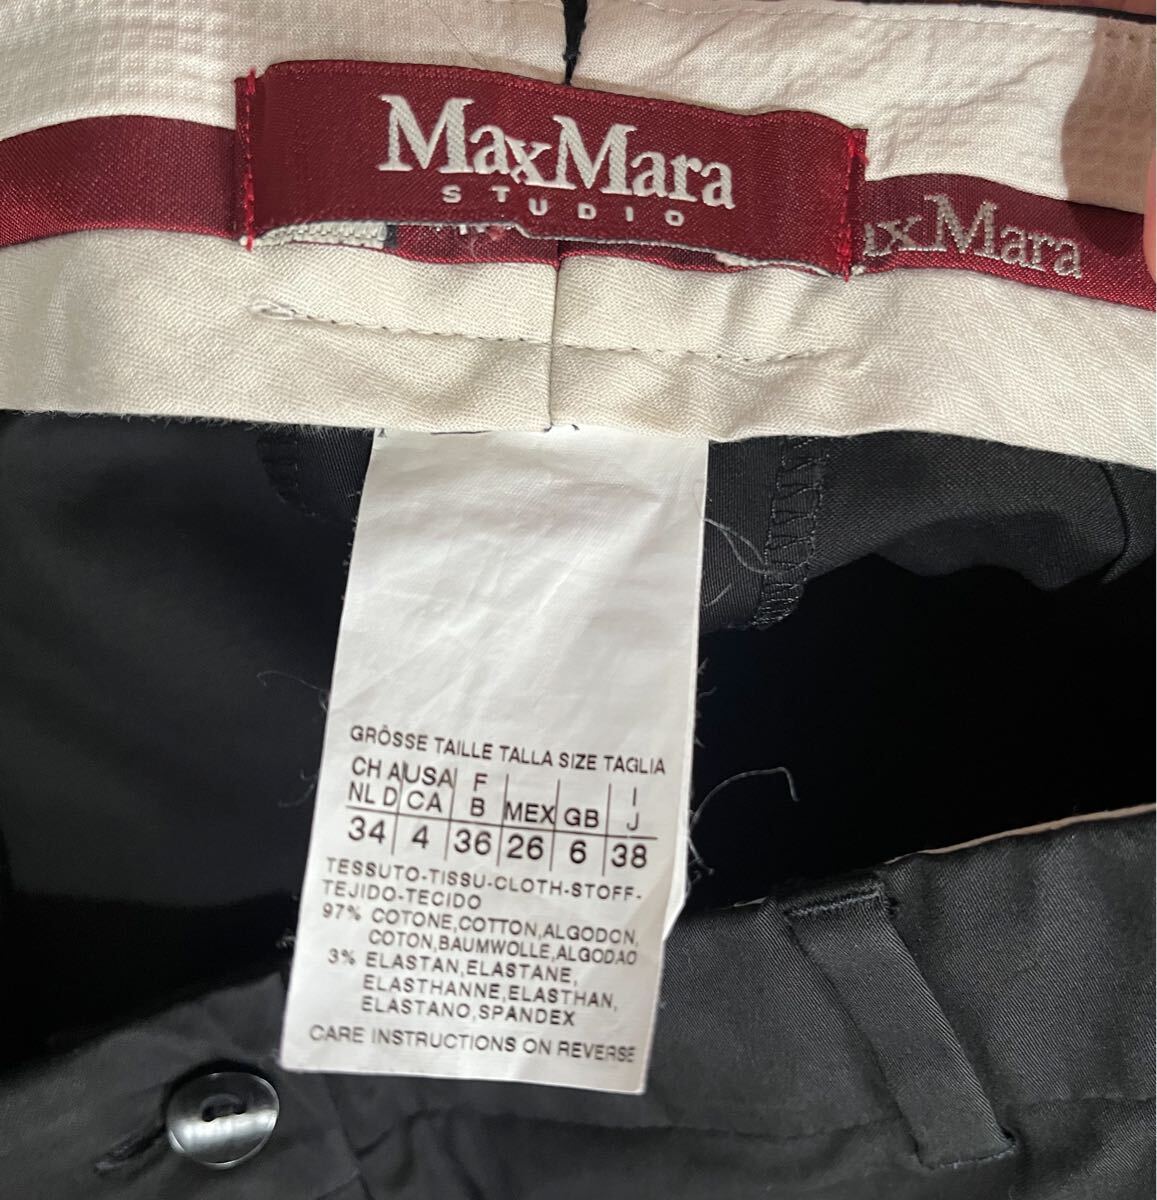 MaxMara
STUDIO
xMara
GRÖSSE TAILLE TALLA SIZE TAGLIA
CH A USA F MEX GB I
NL D CA B J
34 4 36 26 6 38
TESSUTO-TISSU-CLOTH-STOFF-
TEJIDO-TECIDO
97% COTONE,COTTON,ALGODON,
COTON,BAUMWOLLE,ALGODAO
3% ELASTAN,ELASTANE,
ELASTHANNE,ELASTHAN,
ELASTANO,SPANDEX
CARE INSTRUCTIONS ON REVERSE